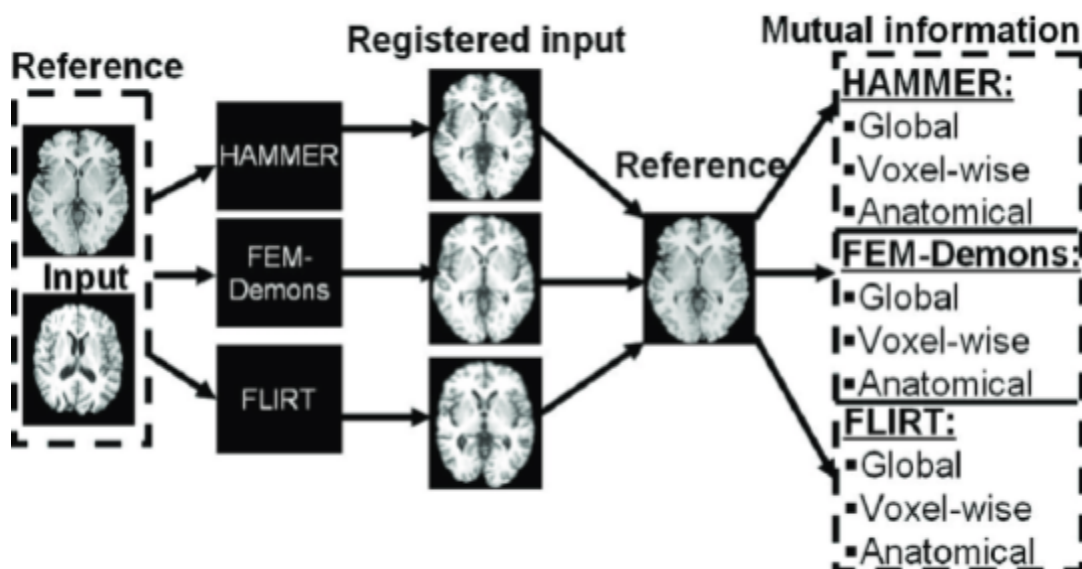 Reference
Input
HAMMER
FEM-
Demons
FLIRT
Registered input
Reference
Mutual information
HAMMER:
▪Global
▪Voxel-wise
▪Anatomical
FEM-Demons:
▪Global
▪Voxel-wise
▪Anatomical
FLIRT:
▪Global
▪Voxel-wise
▪Anatomical